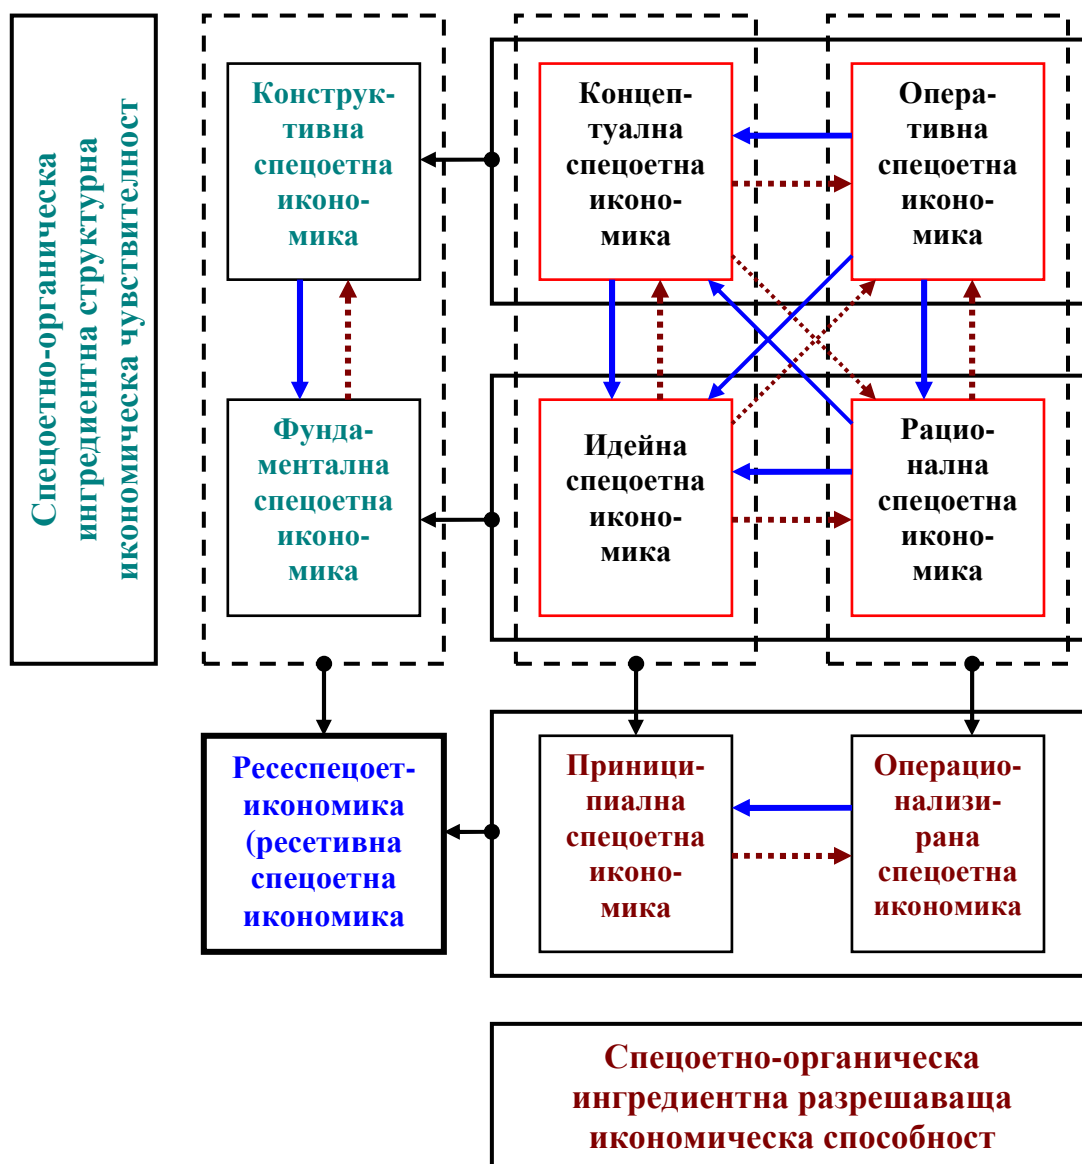 Спецоетно-органическа
ингредиентна структурна
икономическа чувствителност
Конструк-
тивна
спецоетна
иконо-
мика
Концеп-
туална
спецоетна
иконо-
мика
Опера-
тивна
спецоетна
иконо-
мика
Фунда-
ментална
спецоетна
иконо-
мика
Идейна
спецоетна
иконо-
мика
Рацио-
нална
спецоетна
иконо-
мика
Ресеспецоет-
икономика
(ресетивна
спецоетна
икономика
Приници-
пиална
спецоетна
иконо-
мика
Операцио-
нализи-
рана
спецоетна
икономика
Спецоетно-органическа
ингредиентна разрешаваща
икономическа способност